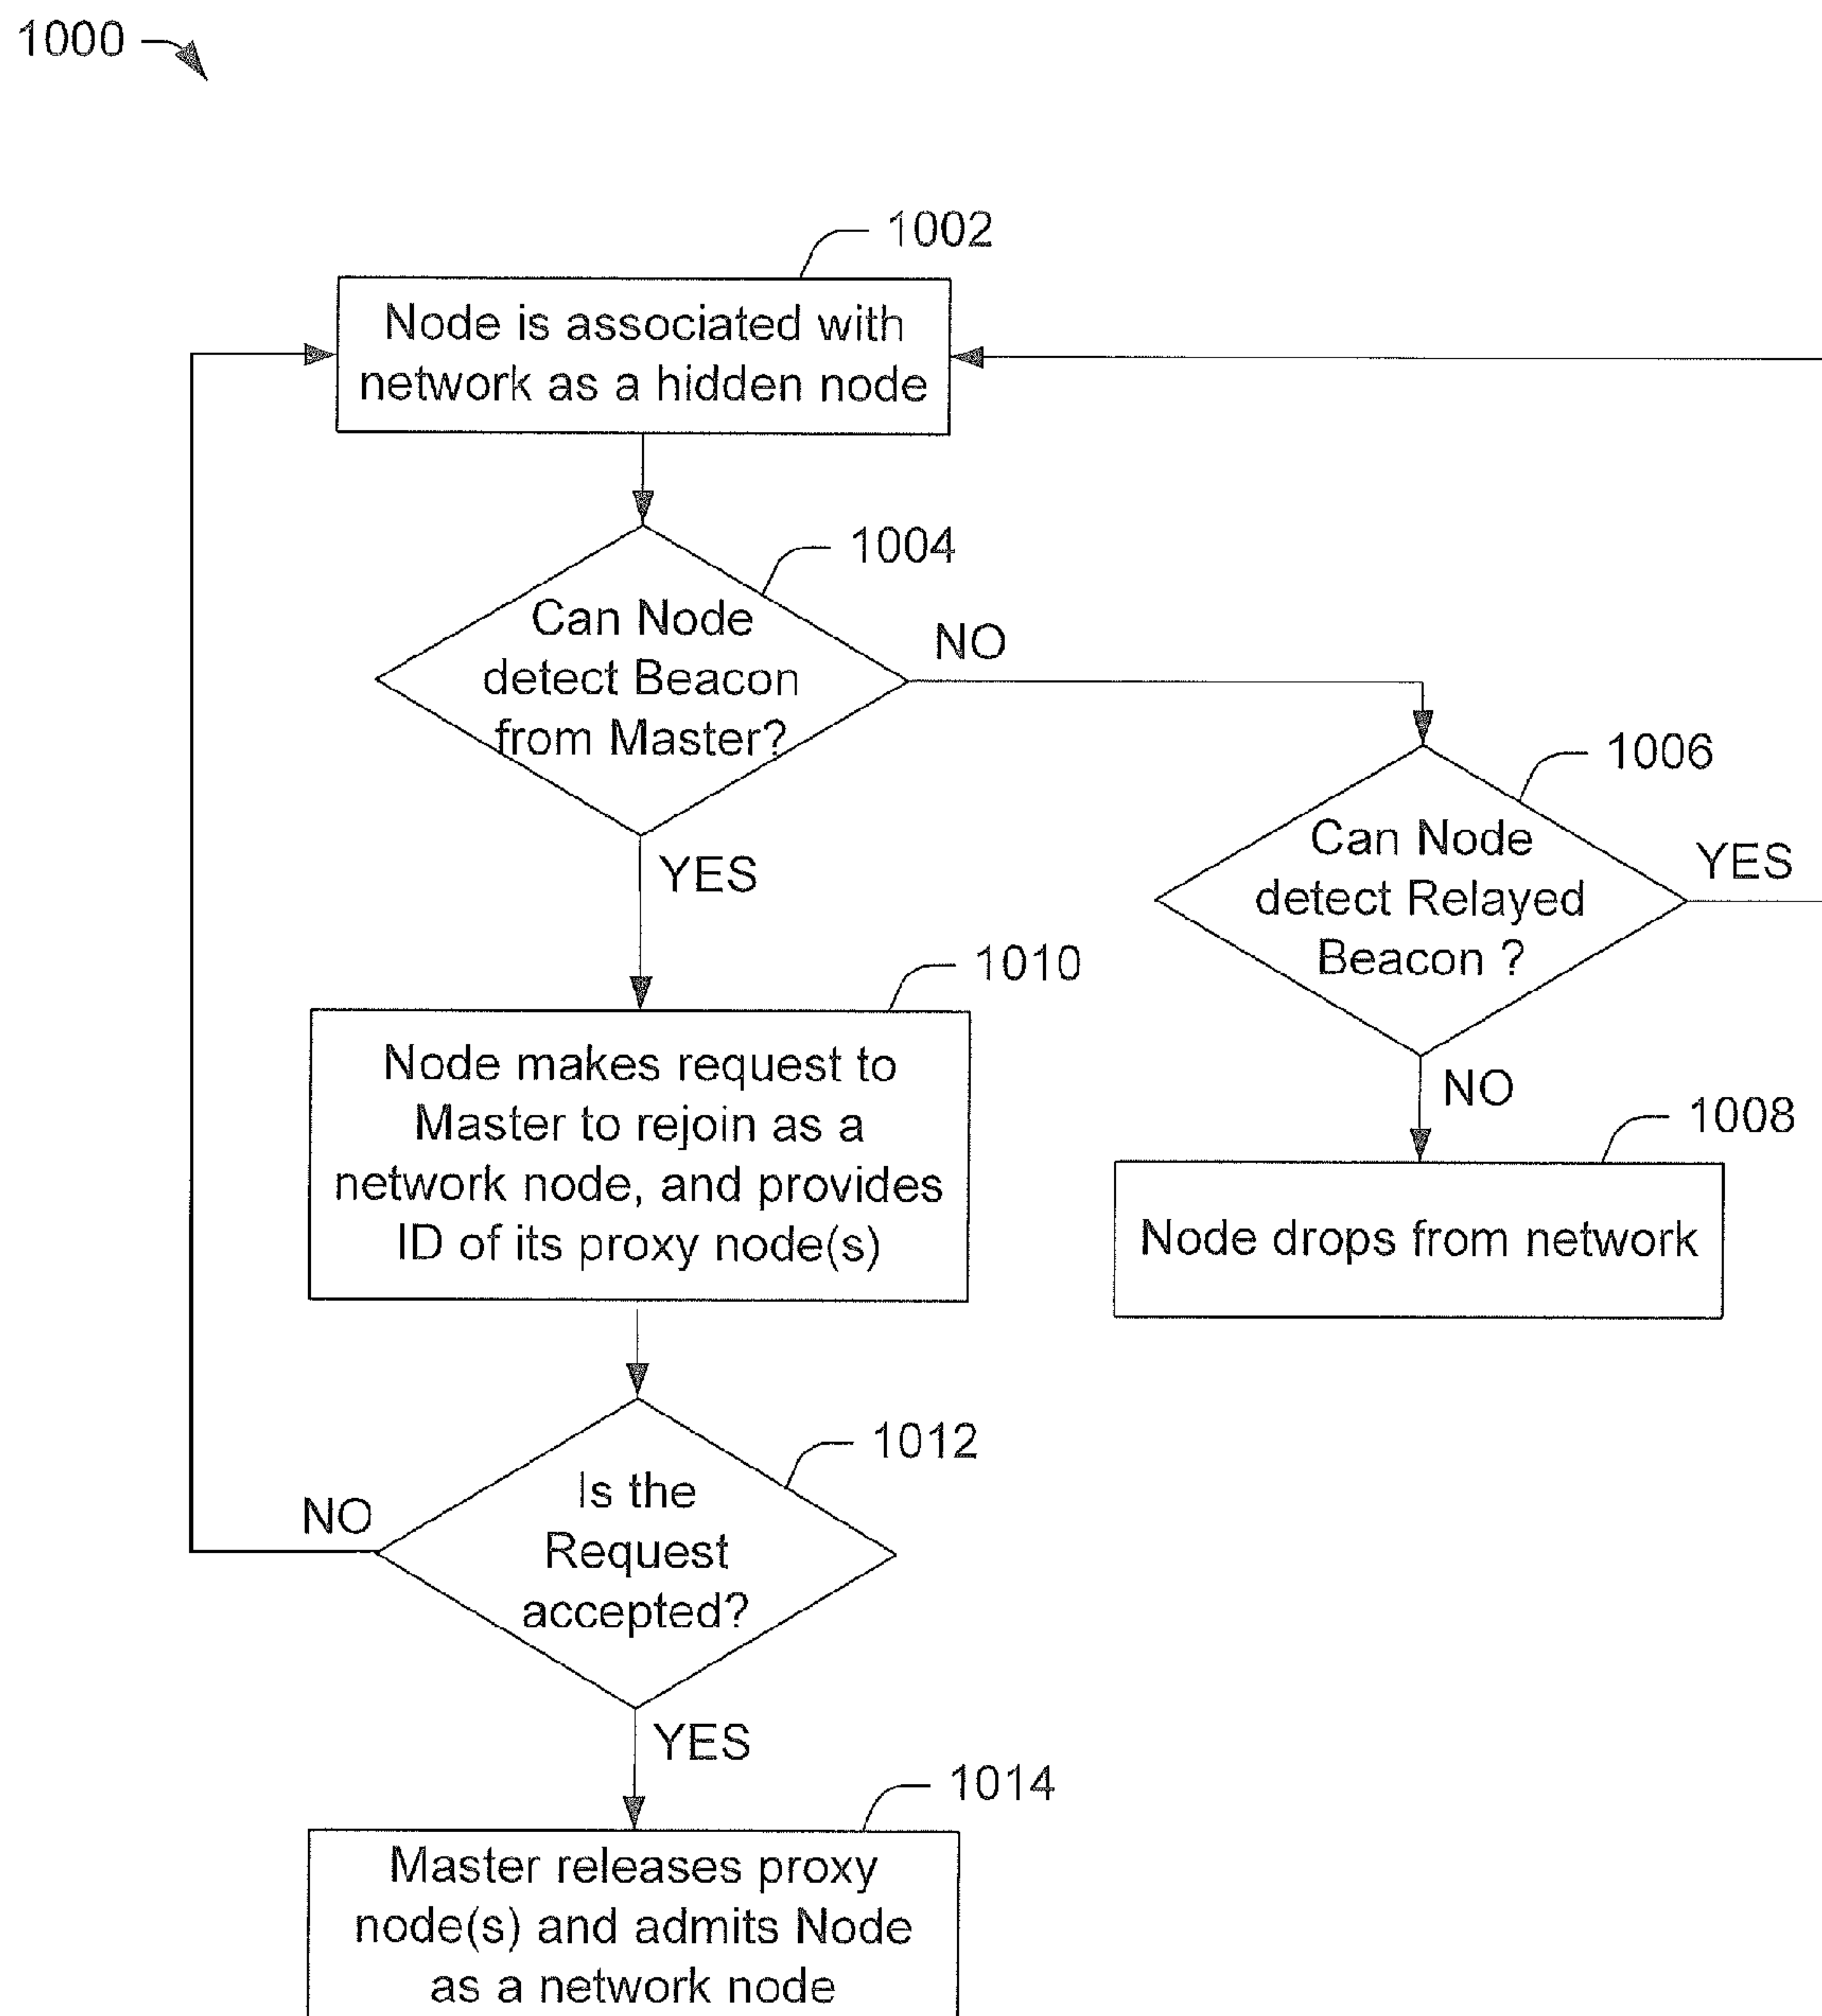 1000
1002
Node is associated with
network as a hidden node
1004
Can Node
detect Beacon
from Master?
NO
YES
1006
Can Node
detect Relayed
Beacon ?
YES
NO
1008
Node drops from network
1010
Node makes request to
Master to rejoin as a
network node, and provides
ID of its proxy node(s)
1012
Is the
Request
accepted?
NO
YES
1014
Master releases proxy
node(s) and admits Node
as a network node